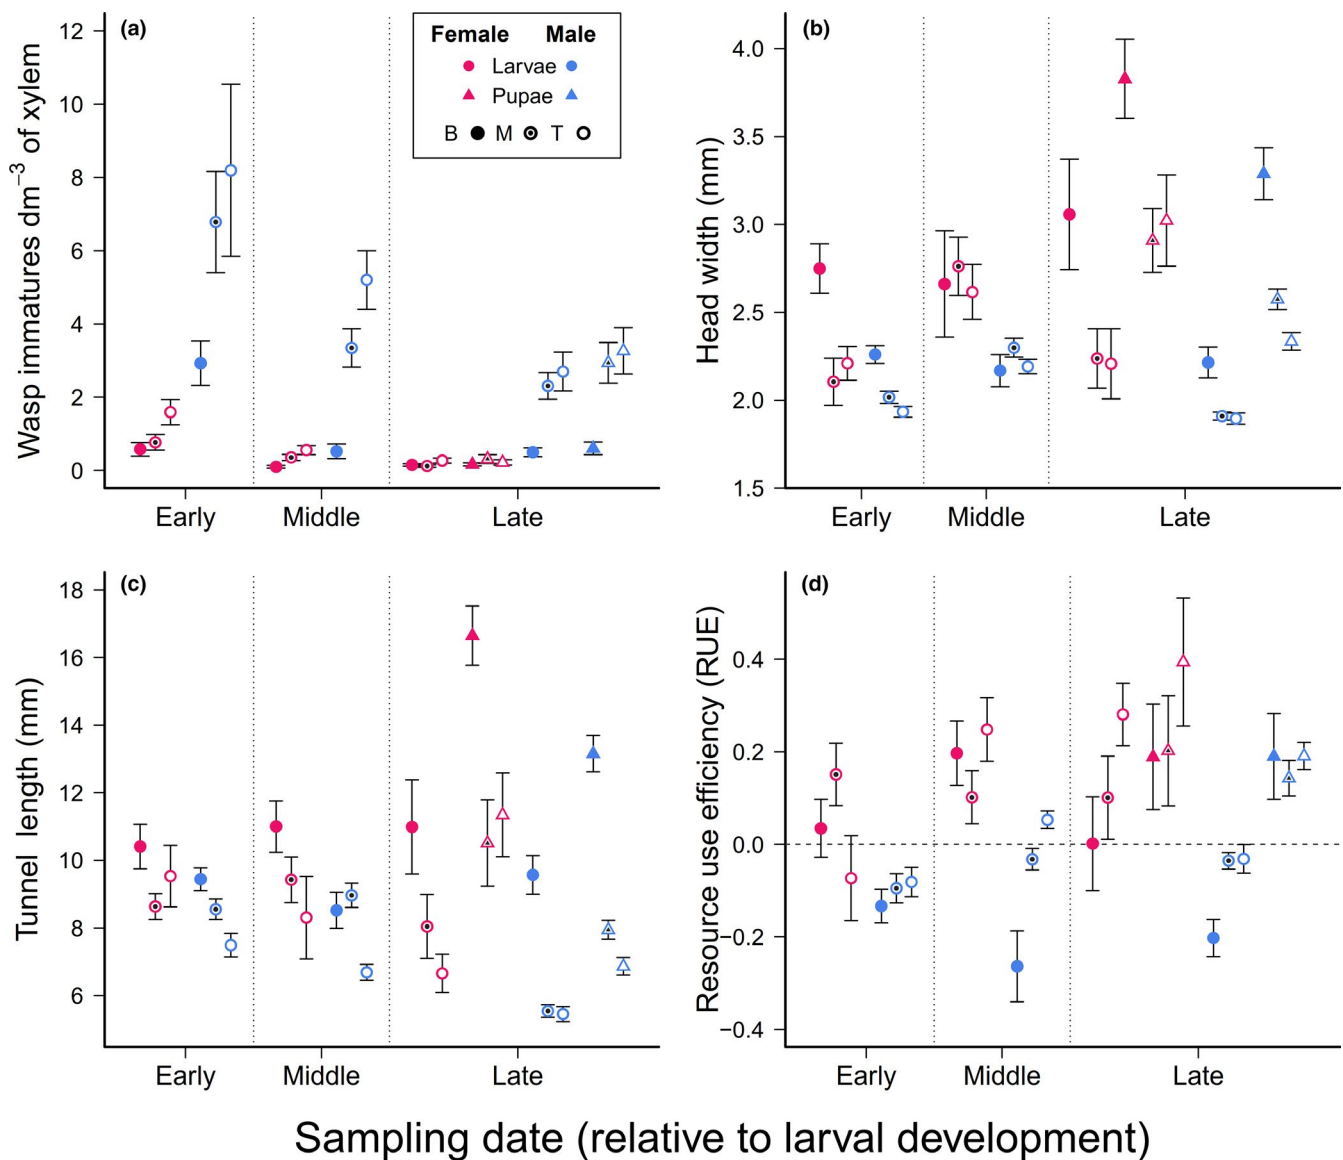 (a)
Wasp immatures dm⁻³ of xylem
12
10
8
6
4
2
0
Female Male
Larvae
Pupae
B M T
Early Middle Late
(b)
Head width (mm)
4.0
3.5
3.0
2.5
2.0
1.5
Early Middle Late
(c)
Tunnel length (mm)
18
16
14
12
10
8
6
Early Middle Late
(d)
Resource use efficiency (RUE)
0.4
0.2
0.0
−0.2
−0.4
Early Middle Late
Sampling date (relative to larval development)